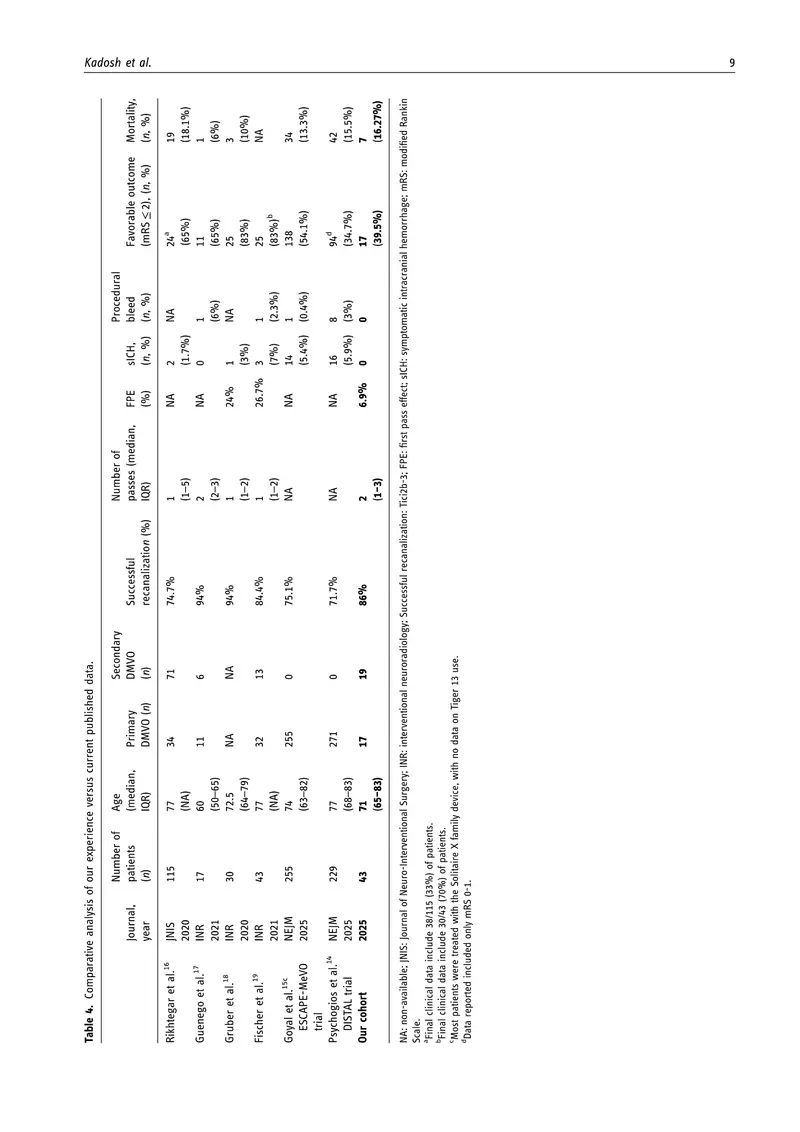 Kadosh et al. 9
Table 4. Comparative analysis of our experience versus current published data.
Journal, year | Number of patients (n) | Age (median, IQR) | Primary DMVO (n) | Secondary DMVO (n) | Successful recanalization (%) | Number of passes (median, IQR) | FPE (%) | sICH, (n, %) | Procedural bleed (n, %) | Favorable outcome (mRS ≤ 2), (n, %) | Mortality, (n, %)
Rikhtegar et al.16 | JNIS 2020 | 115 | 77 (NA) | 34 | 71 | 74.7% | 1 (1–5) | NA | 2 (1.7%) | NA | 24a (65%) | 19 (18.1%)
Guenego et al.17 | INR 2021 | 17 | 60 (50–65) | 11 | 6 | 94% | 2 (2–3) | NA | 0 | 1 (6%) | 11 (65%) | 1 (6%)
Gruber et al.18 | INR 2020 | 30 | 72.5 (64–79) | NA | NA | 94% | 1 (1–2) | 24% | 1 (3%) | NA | 25 (83%) | 3 (10%)
Fischer et al.19 | INR 2021 | 43 | 77 (NA) | 32 | 13 | 84.4% | 1 (1–2) | 26.7% | 3 (7%) | 1 (2.3%) | 25 (83%)b | NA
Goyal et al.15c ESCAPE-MeVO trial | NEJM 2025 | 255 | 74 (63–82) | 255 | 0 | 75.1% | NA | NA | 14 (5.4%) | 1 (0.4%) | 138 (54.1%) | 34 (13.3%)
Psychogios et al.14 DISTAL trial | NEJM 2025 | 229 | 77 (68–83) | 271 | 0 | 71.7% | NA | NA | 16 (5.9%) | 8 (3%) | 94d (34.7%) | 42 (15.5%)
Our cohort | 2025 | 43 | 71 (65–83) | 17 | 19 | 86% | 2 (1–3) | 6.9% | 0 | 0 | 17 (39.5%) | 7 (16.27%)
NA: non-available; JNIS: Journal of Neuro-Interventional Surgery; INR: interventional neuroradiology; Successful recanalization: Tici2b-3; FPE: first pass effect; sICH: symptomatic intracranial hemorrhage; mRS: modified Rankin
Scale.
aFinal clinical data include 38/115 (33%) of patients.
bFinal clinical data include 30/43 (70%) of patients.
cMost patients were treated with the Solitaire X family device, with no data on Tiger 13 use.
dData reported included only mRS 0-1.